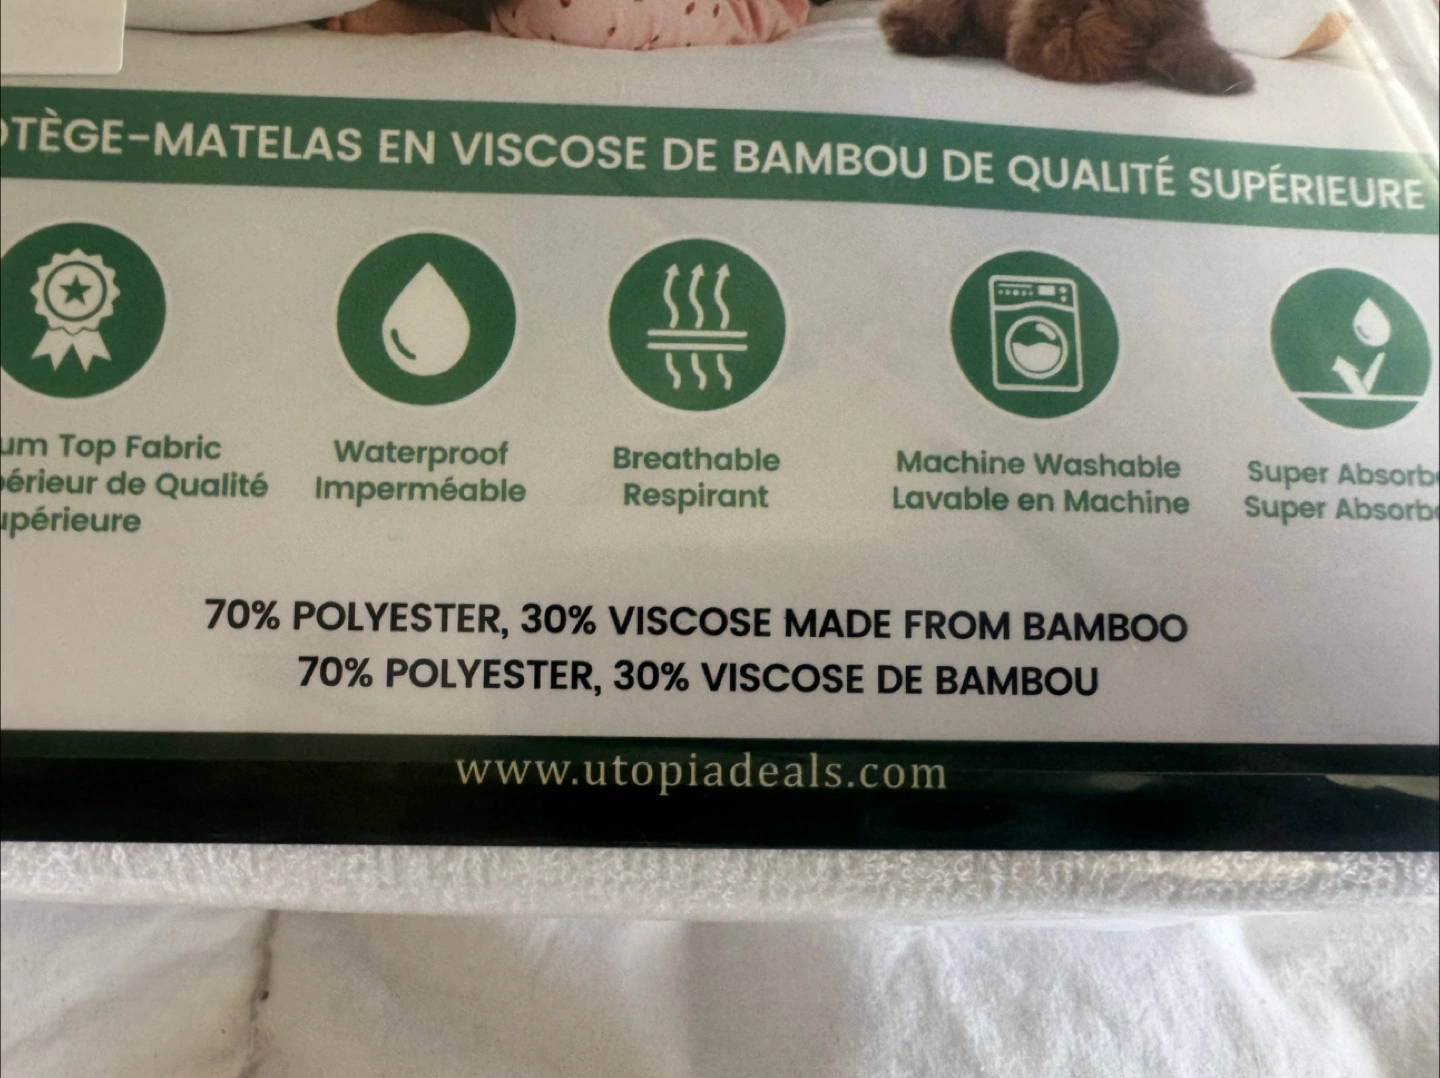 PROTÈGE-MATELAS EN VISCOSE DE BAMBOU DE QUALITÉ SUPÉRIEURE
Top Fabric
de Qualité
Waterproof
Imperméable
Breathable
Respirant
Machine Washable
Lavable en Machine
Super
Super
70% POLYESTER, 30% VISCOSE MADE FROM BAMBOO
70% POLYESTER, 30% VISCOSE DE BAMBOU
www.utopiadeals.com